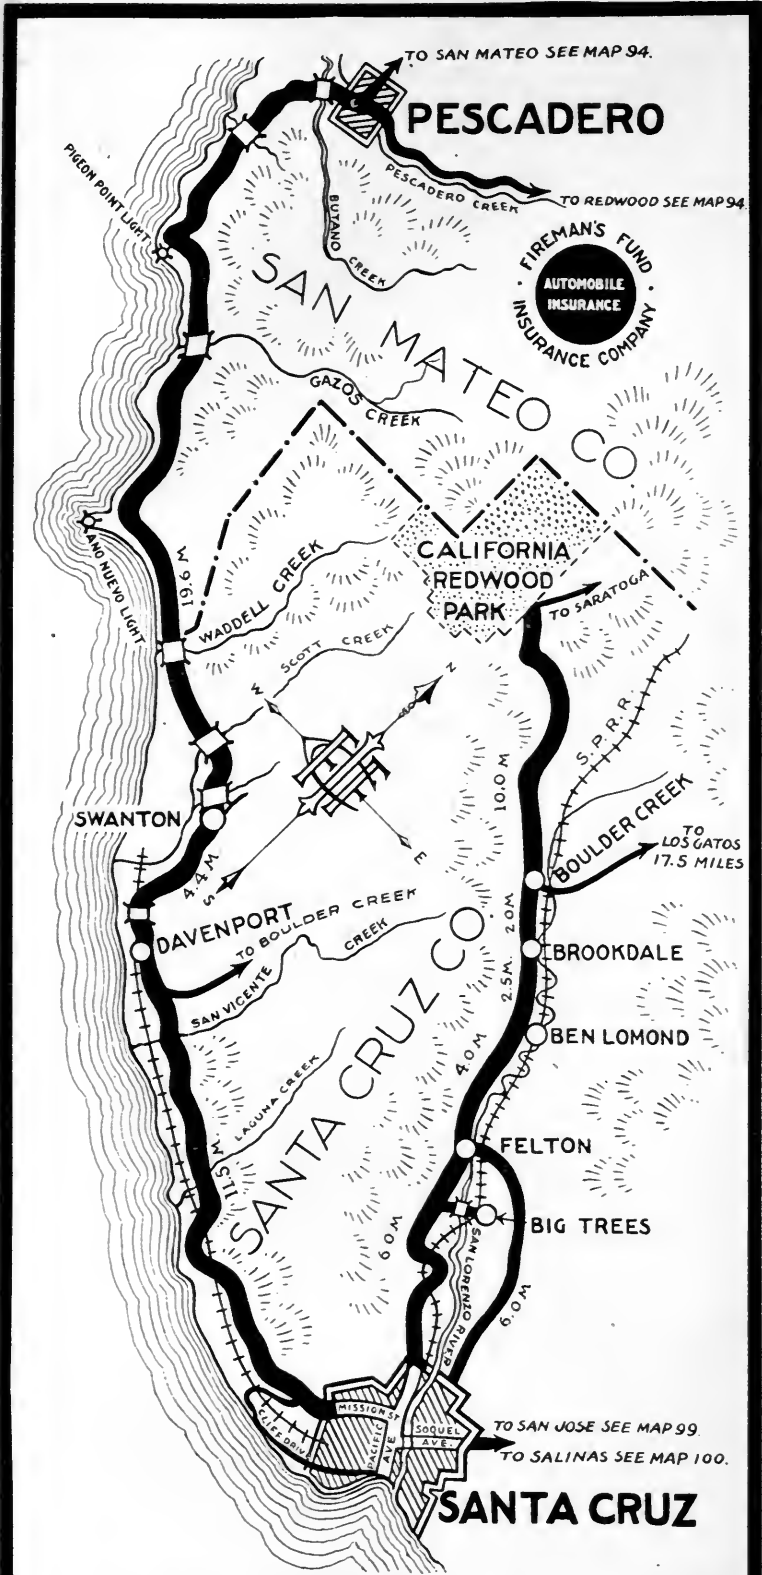 TO SAN MATEO SEE MAP 94.
PESCADERO
PESCADERO CREEK
TO REDWOOD SEE MAP 94.
PIGEON POINT LIGHT
BUTANO
CREEK
FIREMAN'S FUND
AUTOMOBILE
INSURANCE
INSURANCE COMPANY
SAN MATEO CO.
GAZOS CREEK
ANO NUEVO LIGHT
CALIFORNIA
REDWOOD
PARK
TO SARATOGA
19.6 M
WADDELL CREEK
SCOTT CREEK
W
N
E
S
S.P.R.R.
10.0 M
SWANTON
4.4 M
BOULDER CREEK
TO
LOS GATOS
17.5 MILES
DAVENPORT
TO BOULDER CREEK
2.0 M
BROOKDALE
SAN VICENTE
CREEK
2.5 M.
BEN LOMOND
SANTA CRUZ CO.
4.0 M
LAGUNA CREEK
FELTON
11.5 M
BIG TREES
6.0 M
SAN LORENZO RIVER
6.0 M
MISSION ST
CLIFF DRIVE
PACIFIC
AVE
SOQUEL
AVE.
TO SAN JOSE SEE MAP 99.
TO SALINAS SEE MAP 100.
SANTA CRUZ